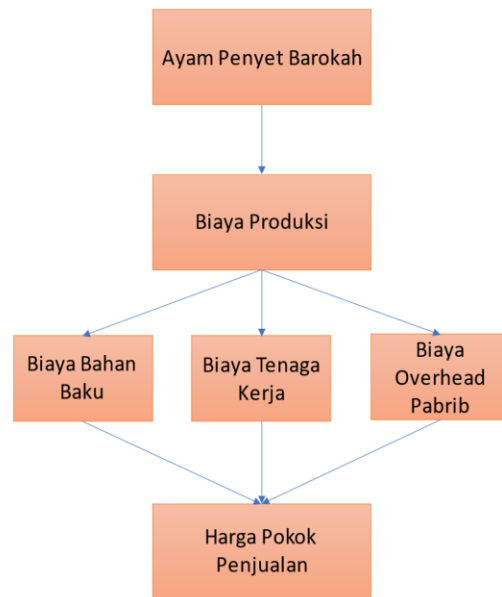 Ayam Penyet Barokah
Biaya Produksi
Biaya Bahan
Baku
Biaya Tenaga
Kerja
Biaya
Overhead
Pabrib
Harga Pokok
Penjualan